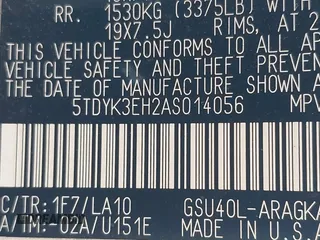 RR. 1530KG (3375LB) WITH
19X7.5J RIMS, AT 2
THIS VEHICLE CONFORMS TO ALL AP
VEHICLE SAFETY AND THEFT PREVEN
THE DATE OF MANUFACTURE SHOWN A
5TDYK3EH2AS014056 MPV
C/TR:1F7/LA10 GSU40L-ARAGKA
A/TM:-02A/U151E MADE IN U.S.A